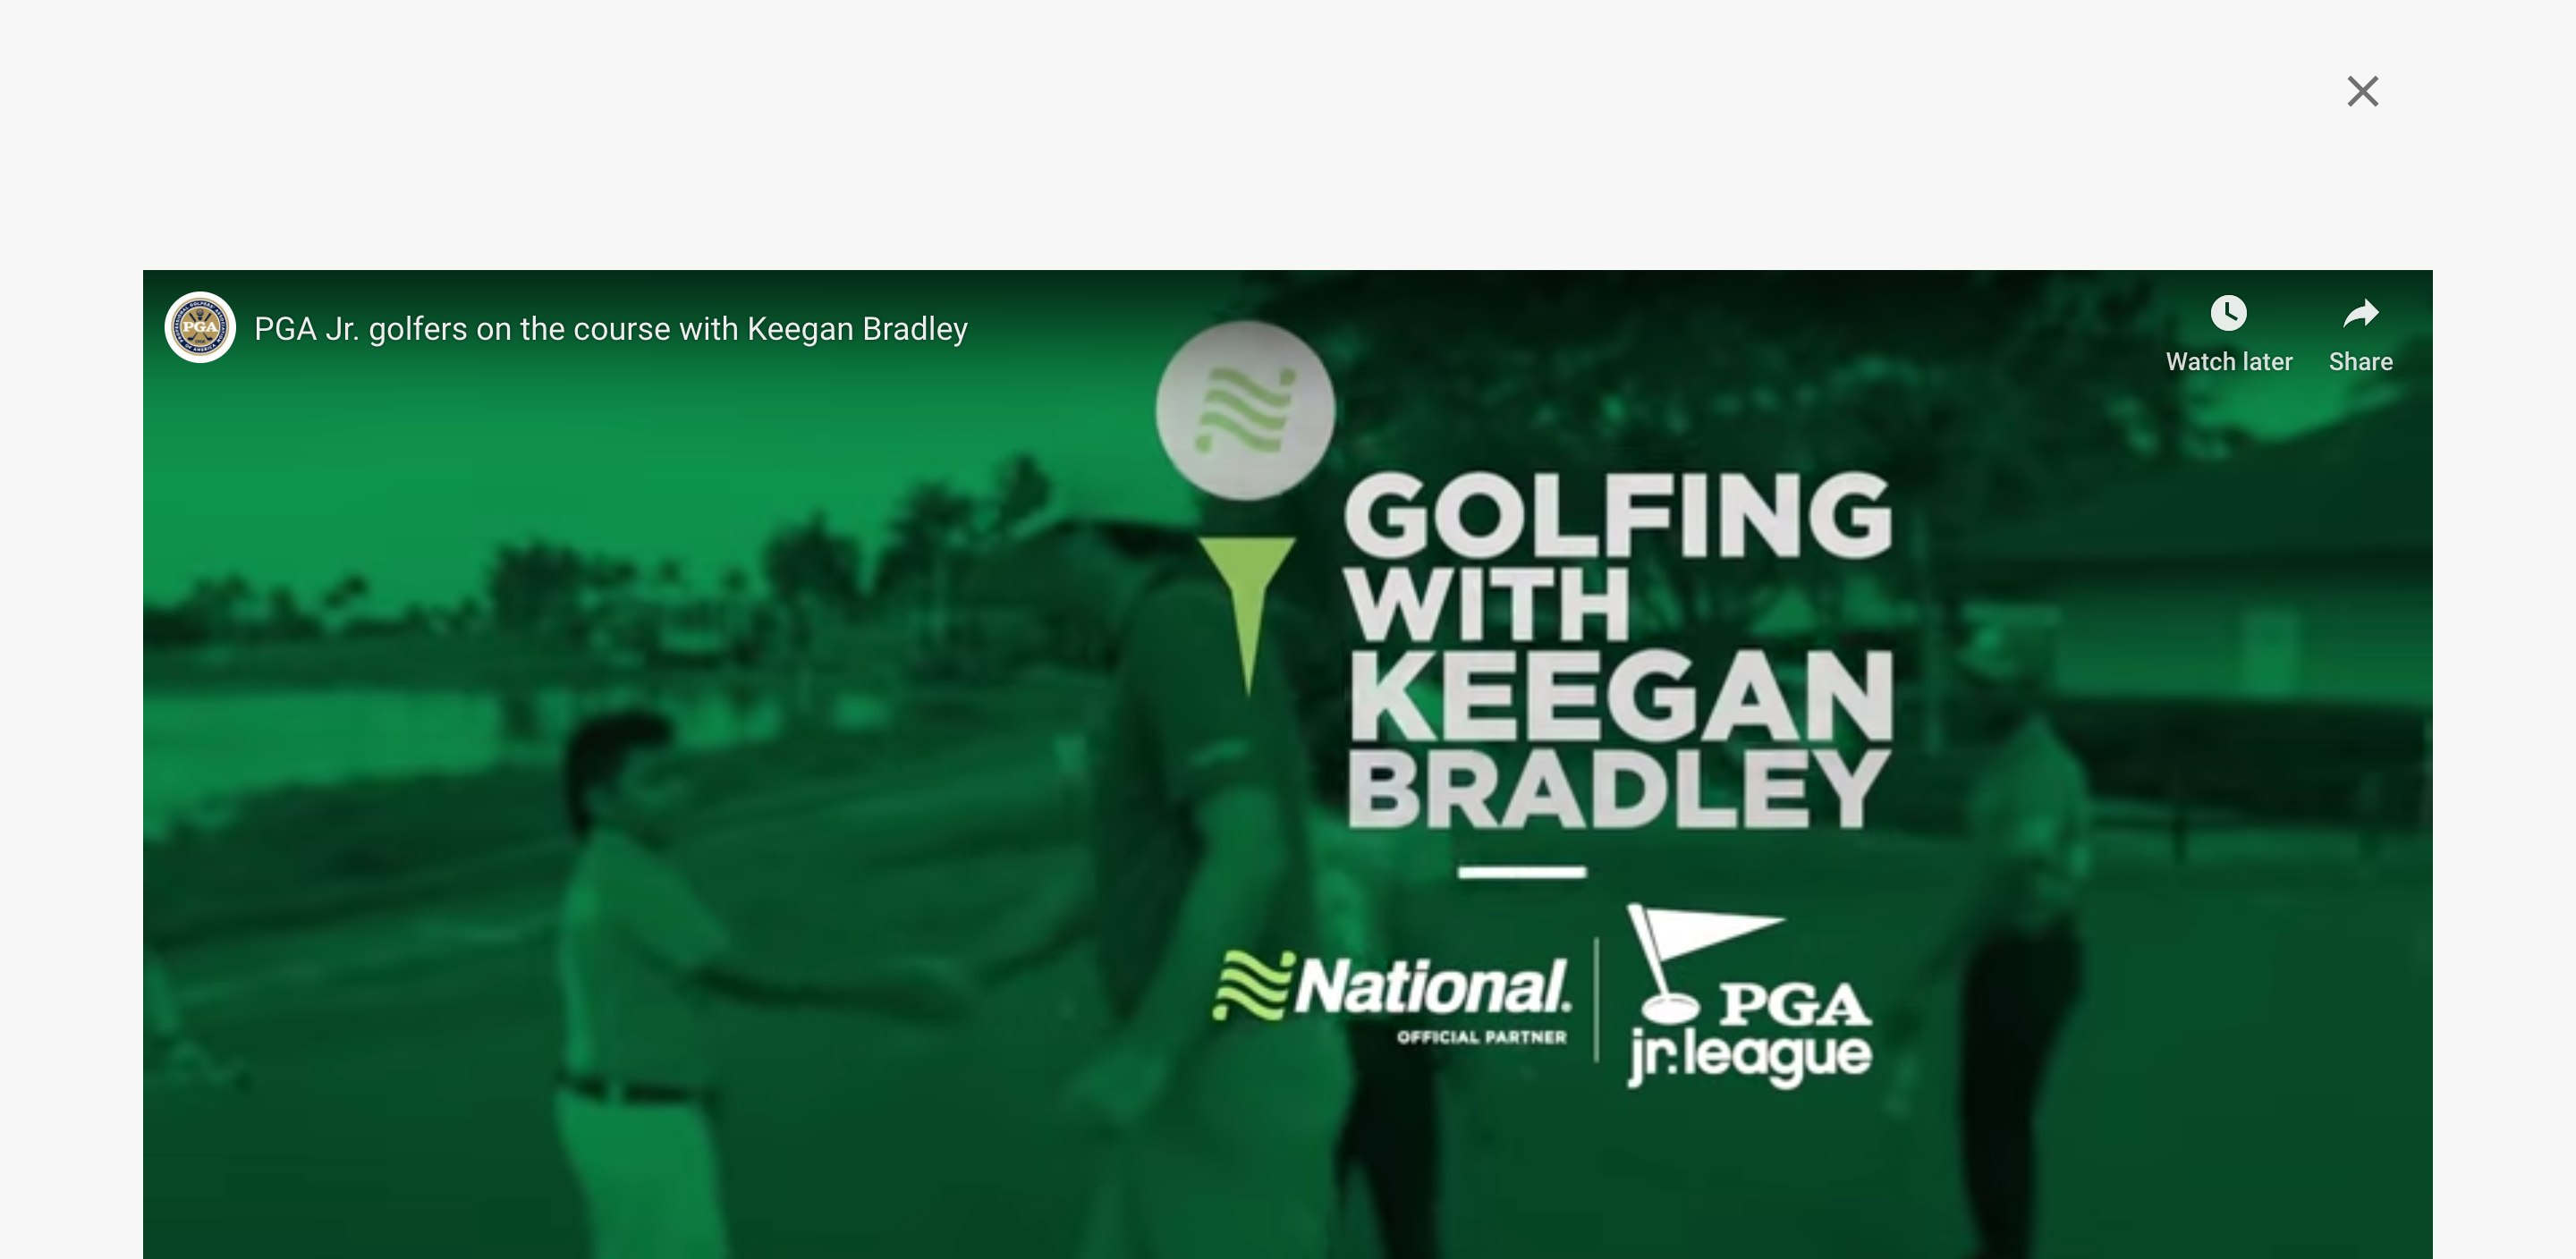 PGA
PGA Jr. golfers on the course with Keegan Bradley
Watch later
Share
GOLFING
WITH
KEEGAN
BRADLEY
National.
OFFICIAL PARTNER
PGA
jr.league